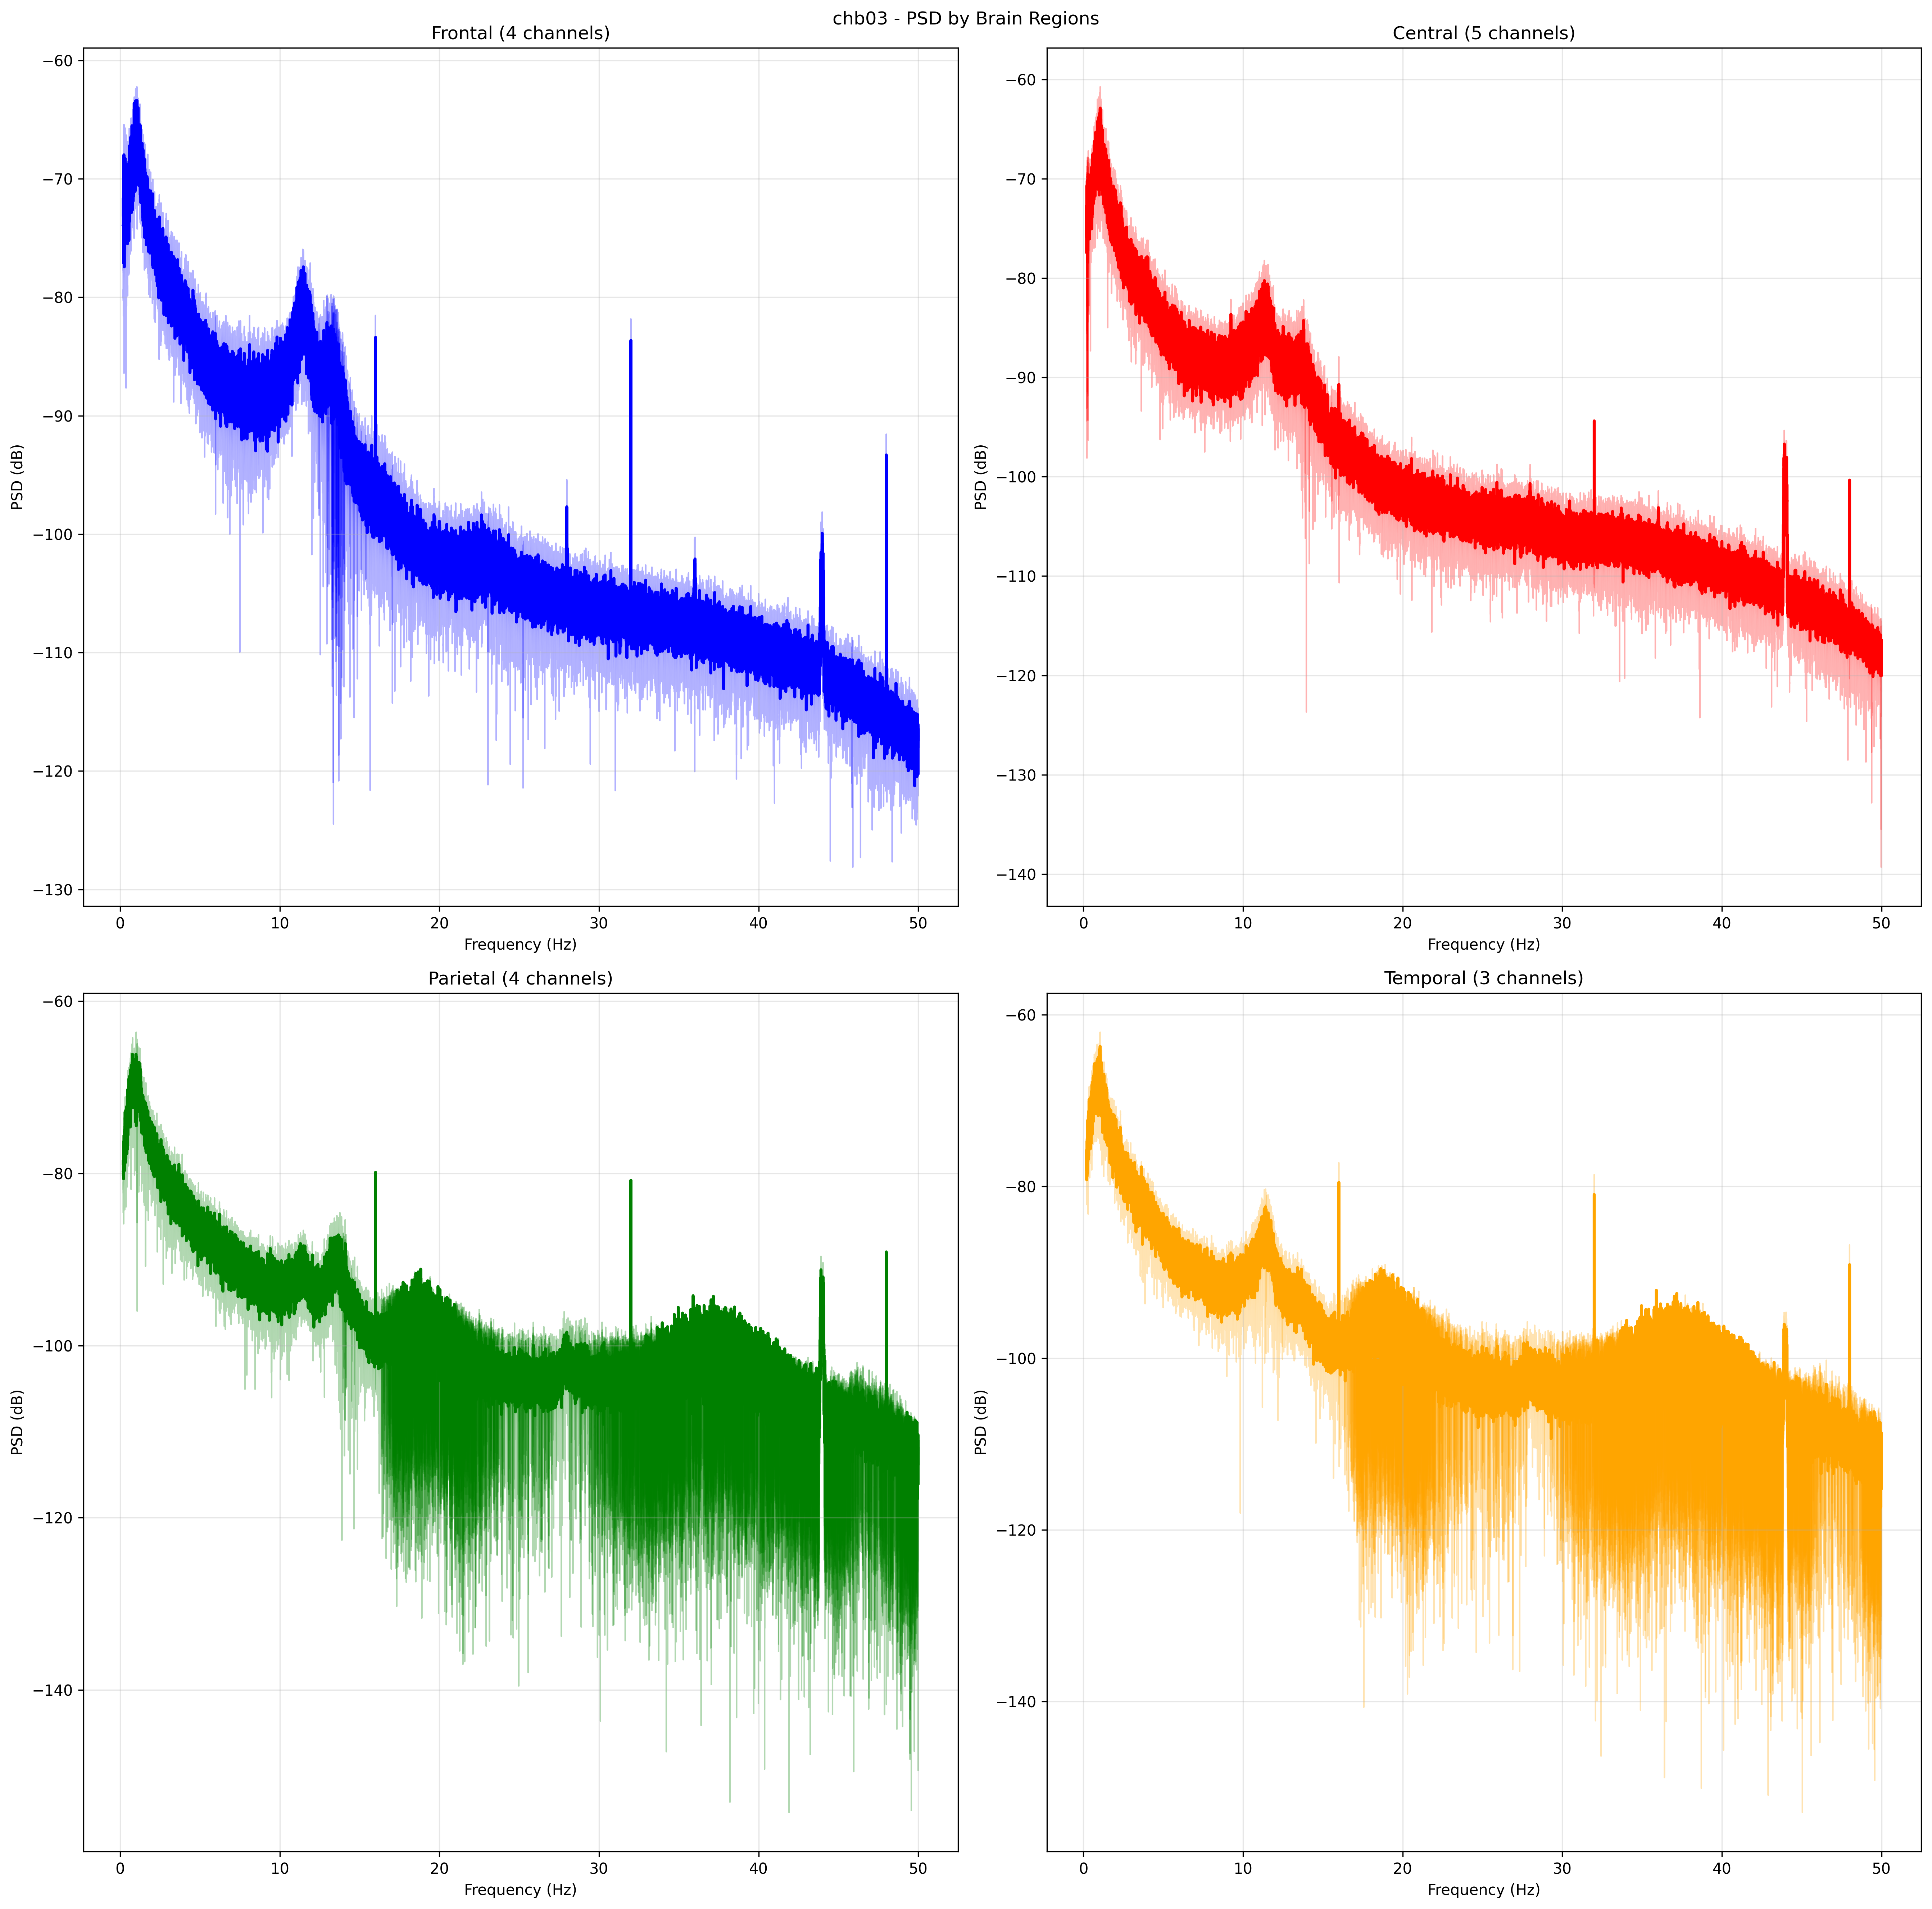 chb03 - PSD by Brain Regions
Frontal (4 channels)
Central (5 channels)
−60
−70
−80
−90
−100
−110
−120
−130
PSD (dB)
0 10 20 30 40 50
Frequency (Hz)
−60
−70
−80
−90
−100
−110
−120
−130
−140
PSD (dB)
0 10 20 30 40 50
Frequency (Hz)
Parietal (4 channels)
Temporal (3 channels)
−60
−80
−100
−120
−140
PSD (dB)
0 10 20 30 40 50
Frequency (Hz)
−60
−80
−100
−120
−140
PSD (dB)
0 10 20 30 40 50
Frequency (Hz)